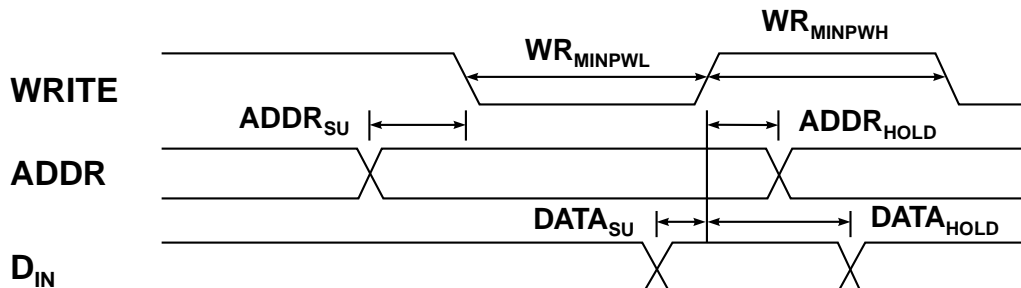 WR_MINPWH
WR_MINPWL
WRITE
ADDR_SU
ADDR_HOLD
ADDR
DATA_SU
DATA_HOLD
D_IN